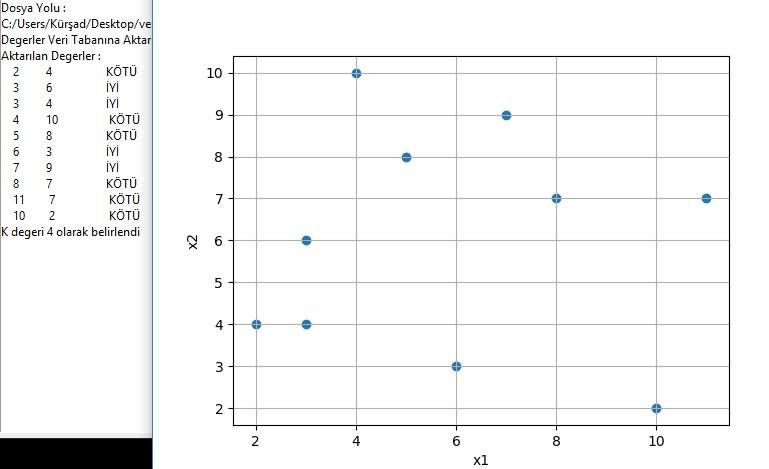 Dosya Yolu :
C:/Users/Kürşad/Desktop/ve
Degerler Veri Tabanına Aktar
Aktarılan Degerler :
2 4 KÖTÜ
3 6 İYİ
3 4 İYİ
4 10 KÖTÜ
5 8 KÖTÜ
6 3 İYİ
7 9 İYİ
8 7 KÖTÜ
11 7 KÖTÜ
10 2 KÖTÜ
K degeri 4 olarak belirlendi
10
9
8
7
6
5
4
3
2
x2
2 4 6 8 10
x1